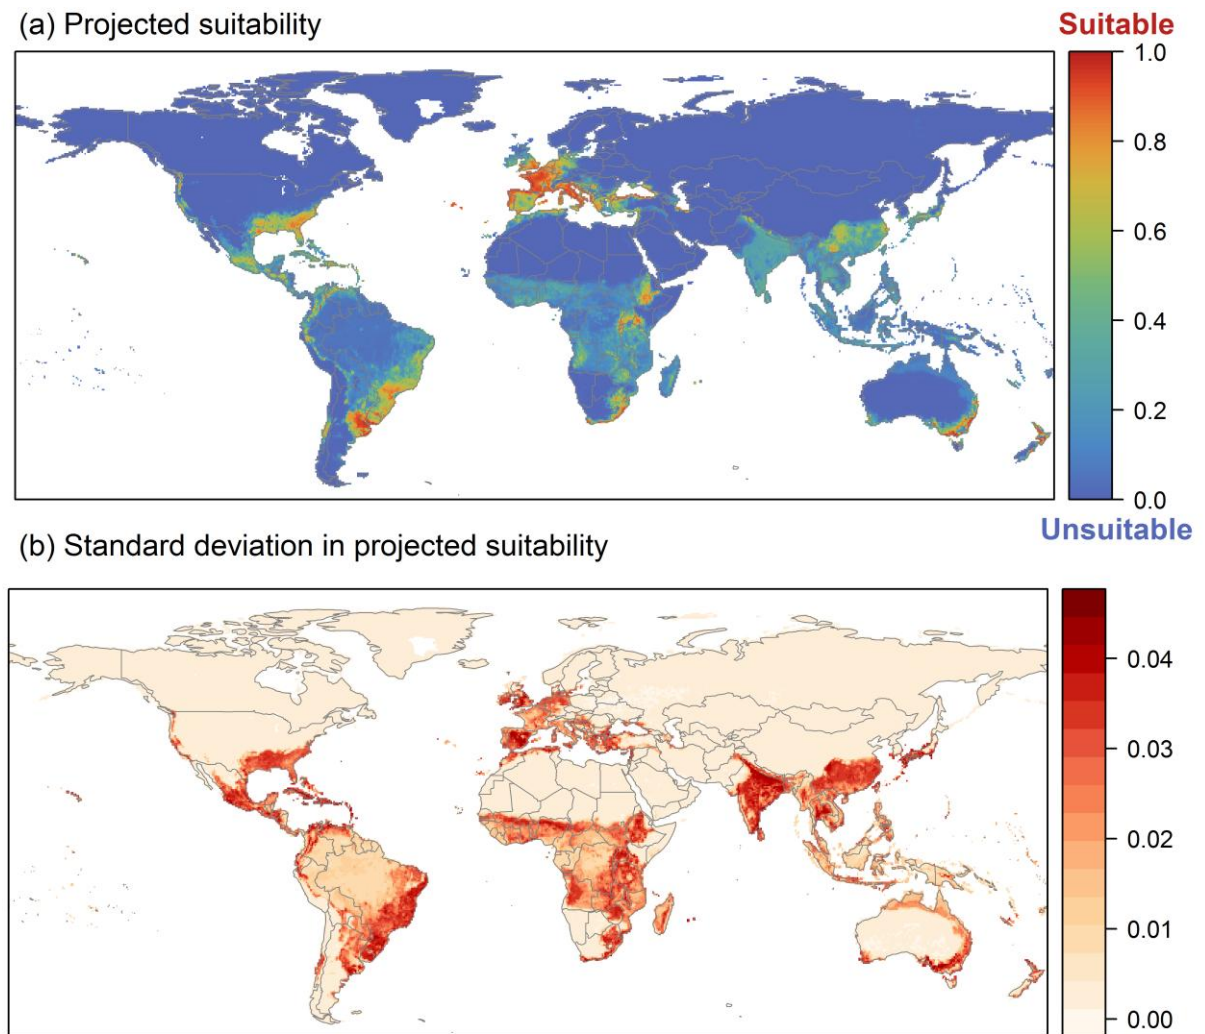 (a) Projected suitability
Suitable
1.0
0.8
0.6
0.4
0.2
0.0
Unsuitable
(b) Standard deviation in projected suitability
0.04
0.03
0.02
0.01
0.00